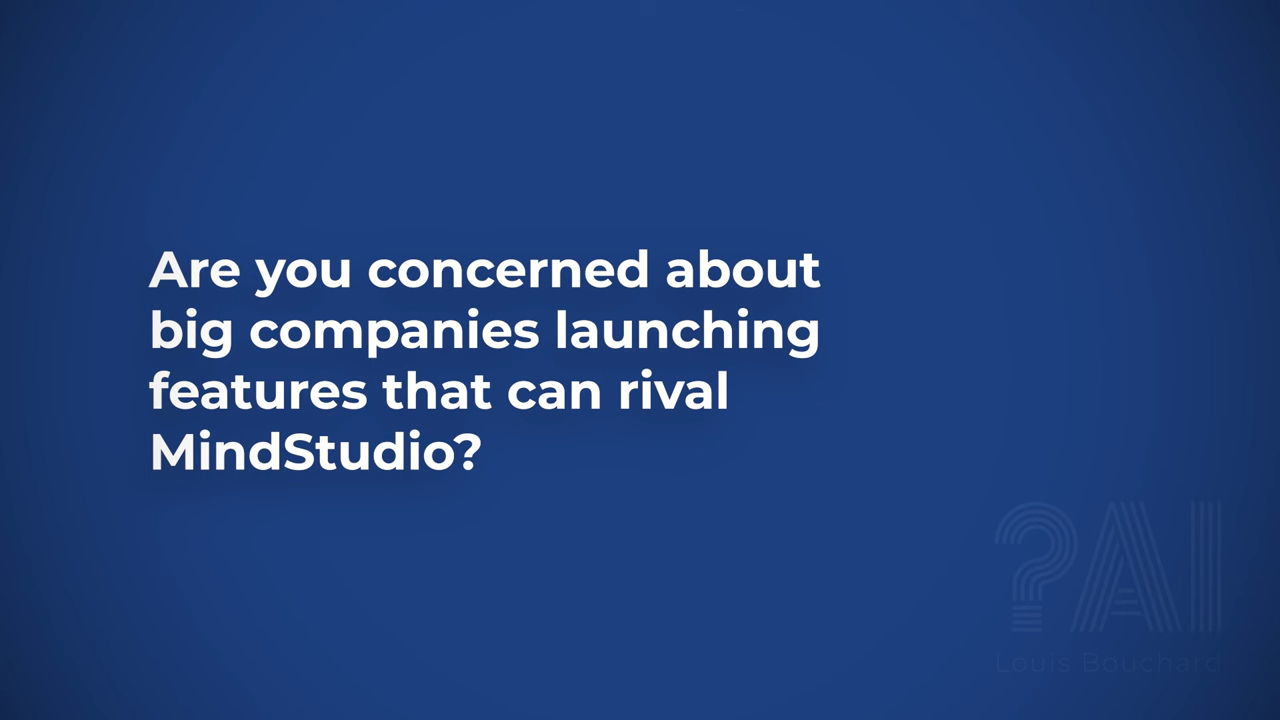 Are you concerned about
big companies launching
features that can rival
MindStudio?
?AI
Louis Bouchard